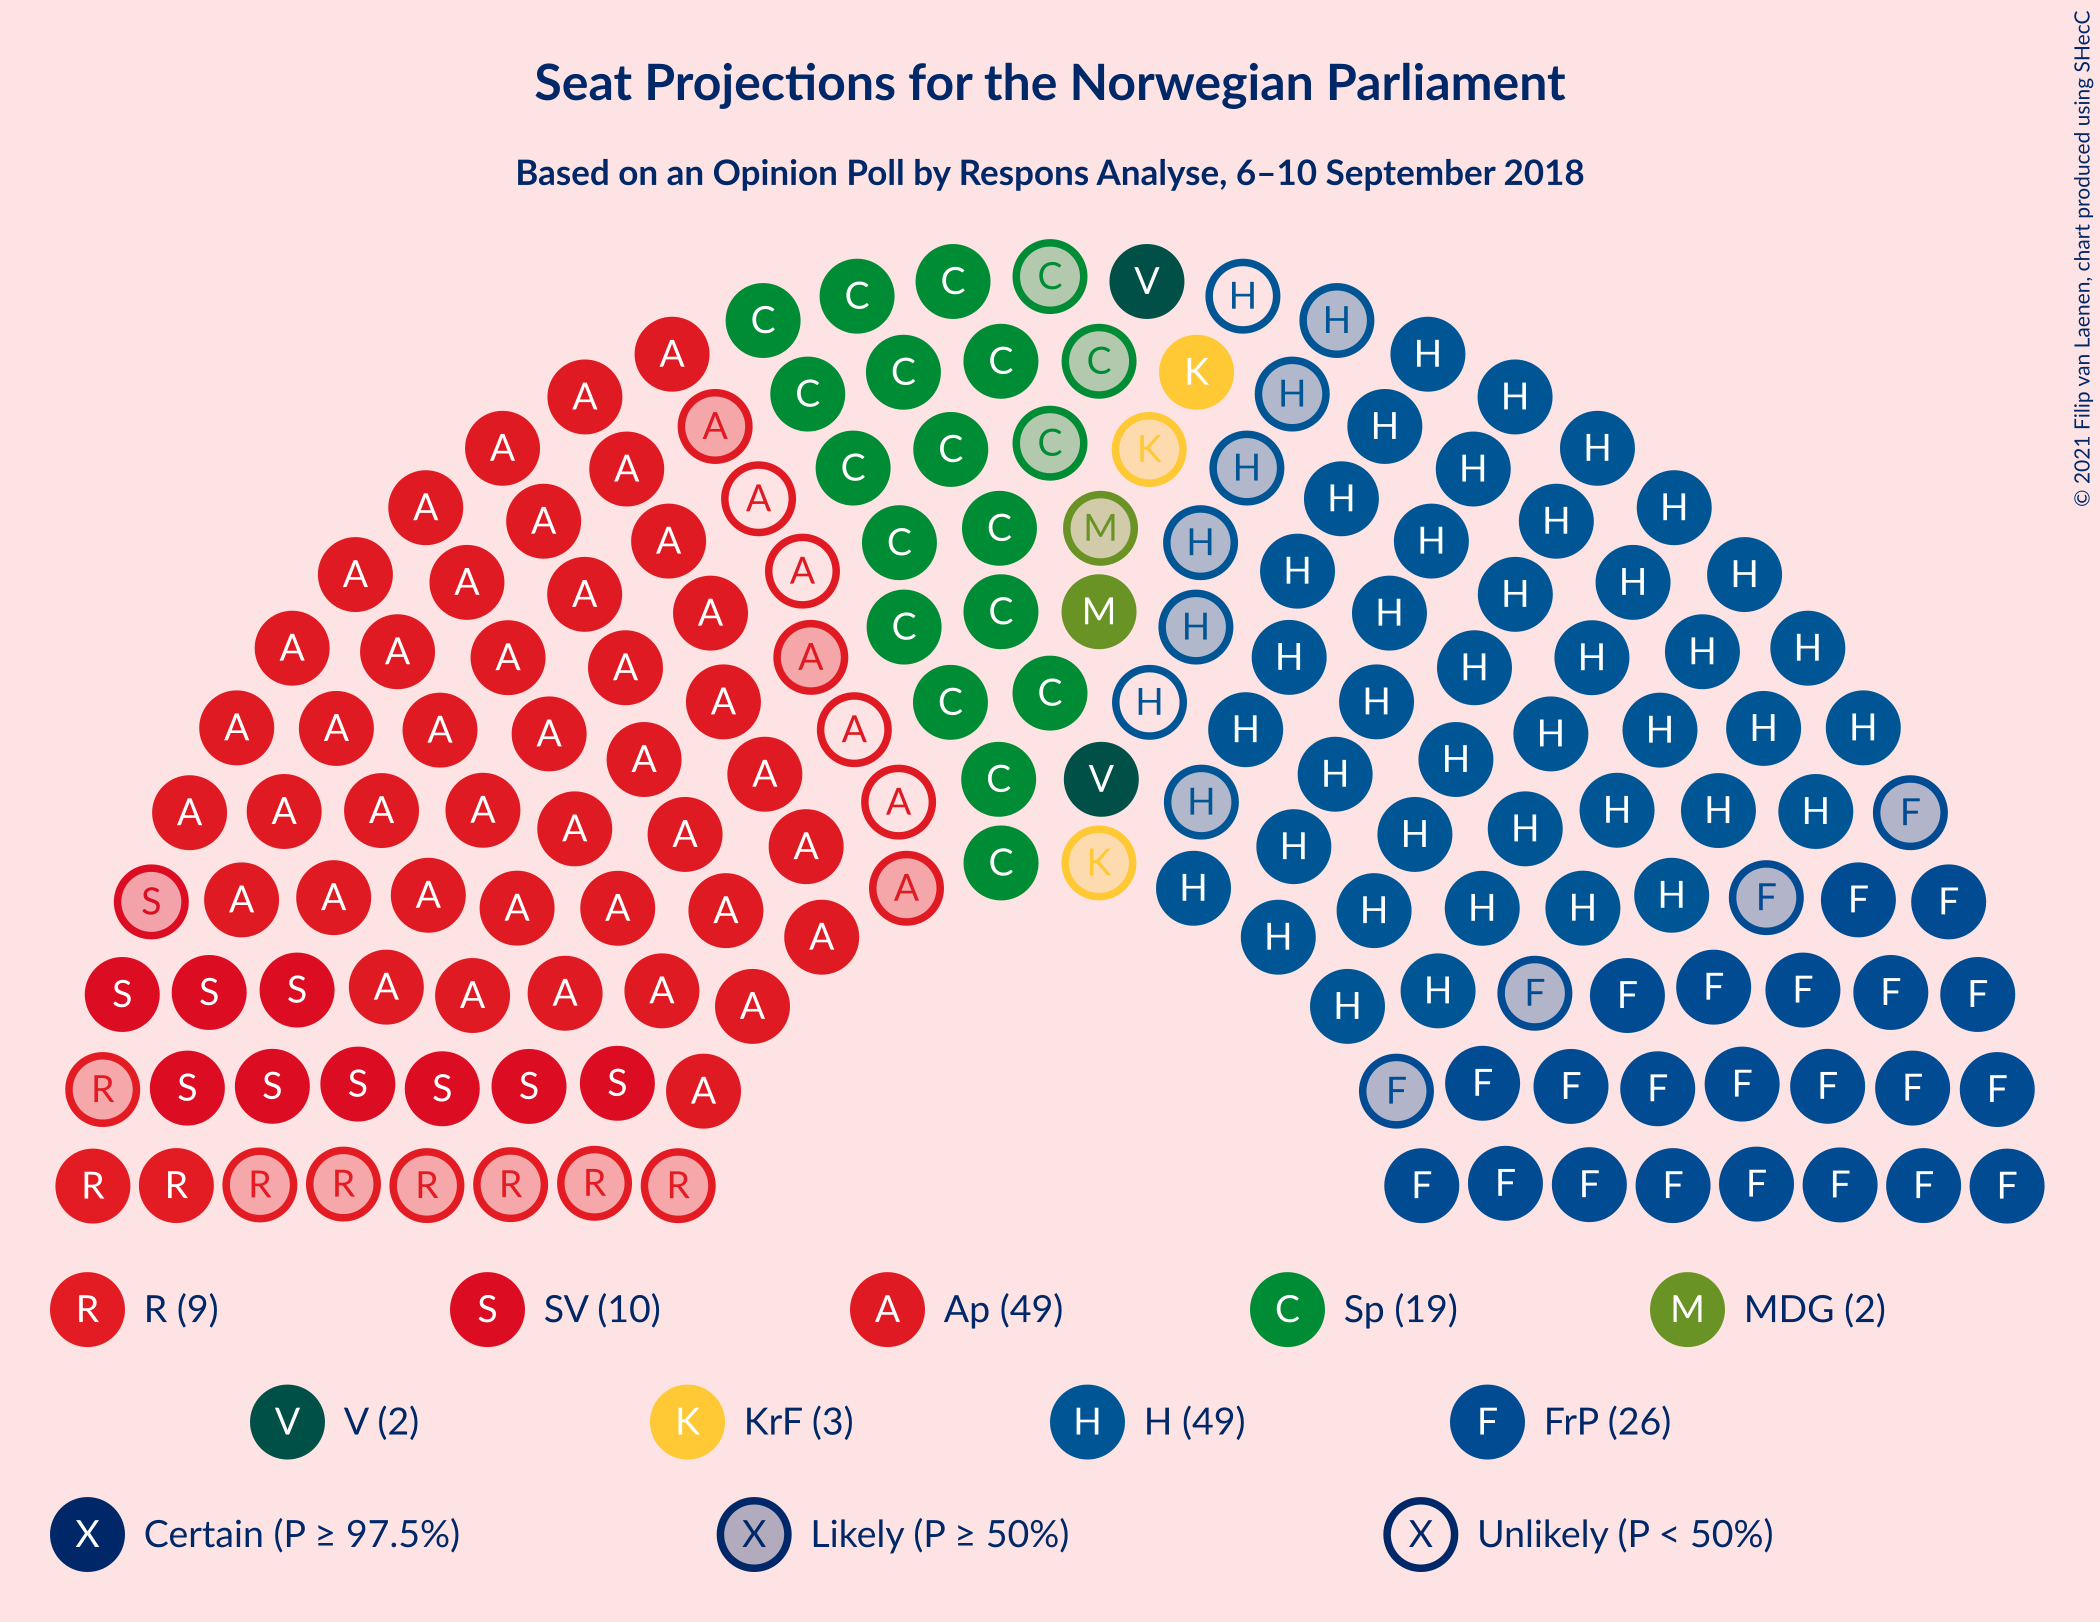 © 2021 Filip van Laenen, chart produced using SHecC
Seat Projections for the Norwegian Parliament
Based on an Opinion Poll by Respons Analyse, 6–10 September 2018
C C C C V H H
A C C C K H
A A C H H H
A A C C C K H H H
A A A A C C M H H H H H
A A A A A C C M H H H H H H
A A A A A A C C H H H H H H H
A A A A A A A C V H H H H H H H
A A A A A A A A C K H H H H H H H F
S A A A A A A A A H H H H H H F F F
S S S A A A A A H H F F F F F F
R S S S S S S A F F F F F F F F
R R R R R R R R F F F F F F F F
R R (9) S SV (10) A Ap (49) C Sp (19) M MDG (2)
V V (2) K KrF (3) H H (49) F FrP (26)
X Certain (P ≥ 97.5%) X Likely (P ≥ 50%) X Unlikely (P < 50%)